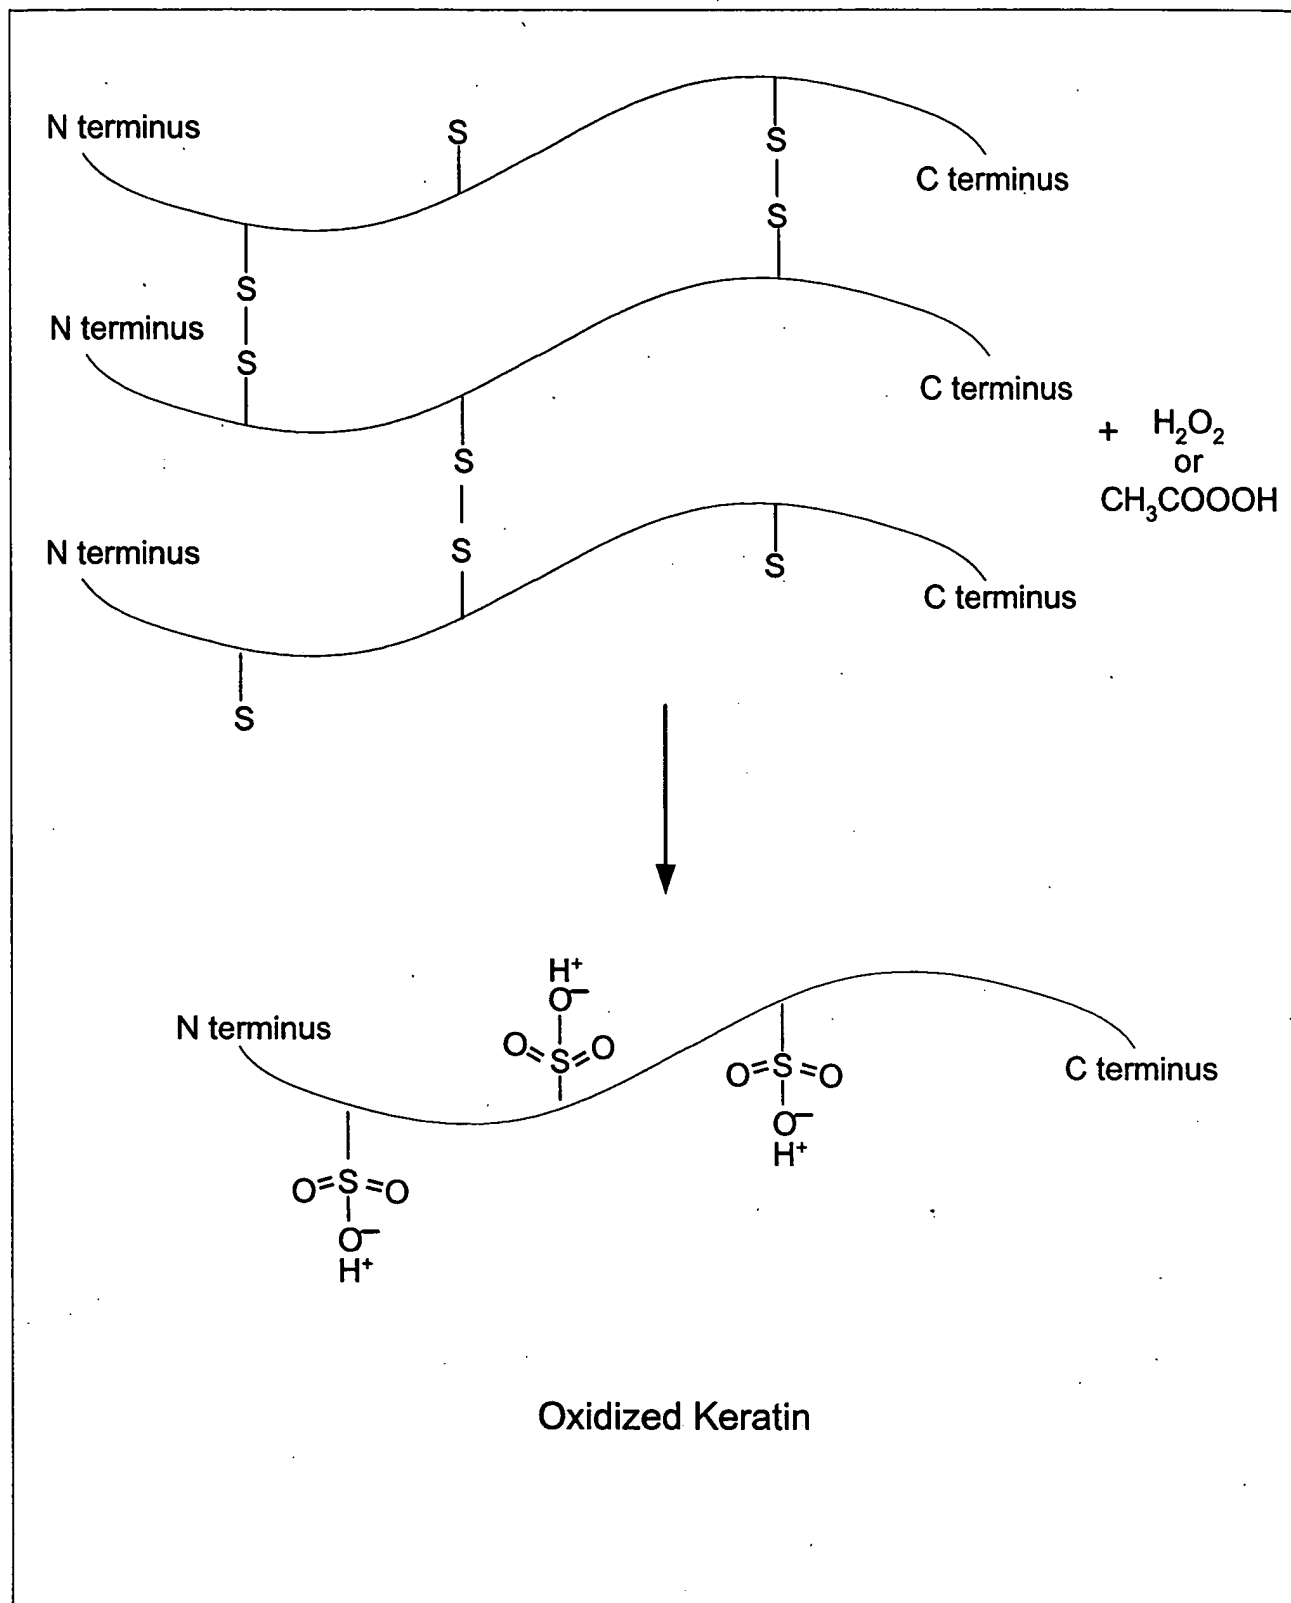 N terminus
S
S
C terminus
S
S
N terminus
S
C terminus
+ H₂O₂
or
CH₃COOOH
S
N terminus
S
S
C terminus
S
H⁺
O⁻
N terminus
O=S=O
O=S=O
C terminus
O⁻
H⁺
O=S=O
O⁻
H⁺
Oxidized Keratin